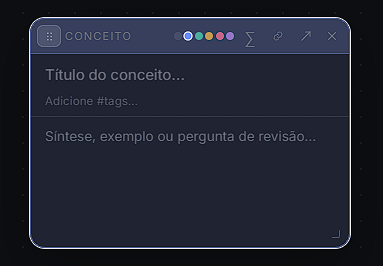 CONCEITO
Título do conceito...
Adicione #tags...
Síntese, exemplo ou pergunta de revisão...